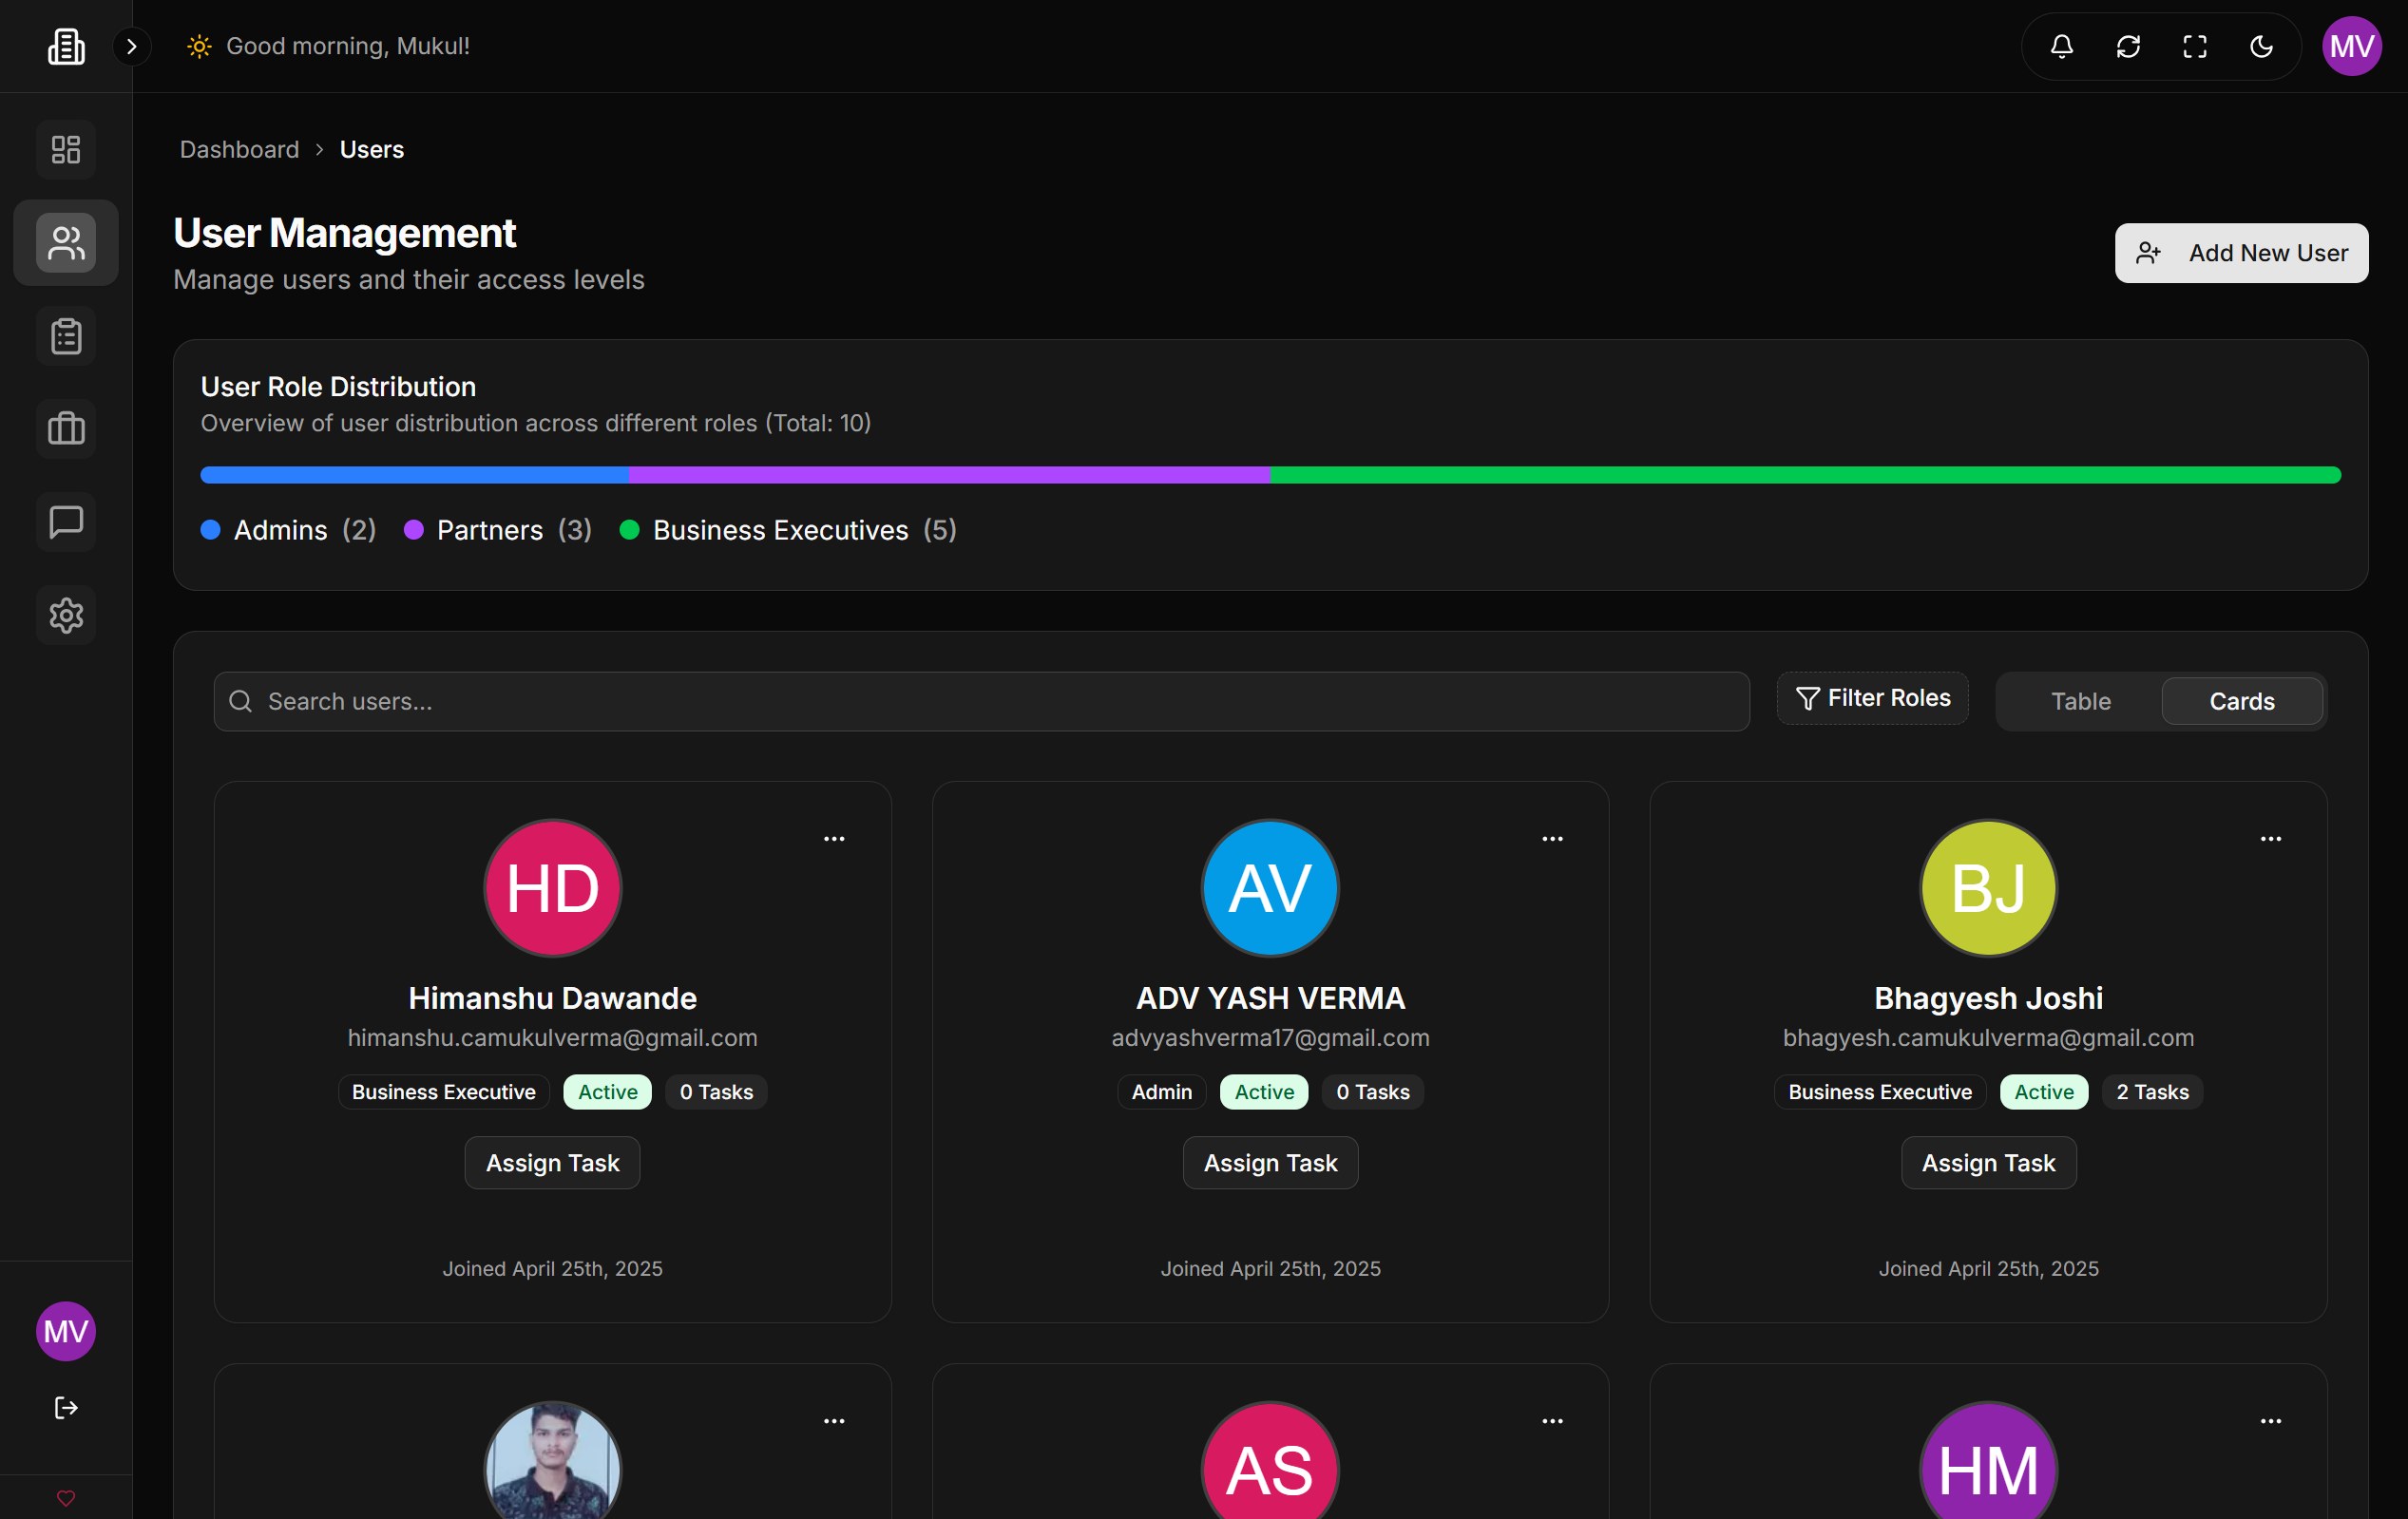 Good morning, Mukul!
MV
Dashboard > Users
User Management
Manage users and their access levels
Add New User
User Role Distribution
Overview of user distribution across different roles (Total: 10)
Admins (2) Partners (3) Business Executives (5)
Search users...
Filter Roles
Table Cards
HD
Himanshu Dawande
himanshu.camukulverma@gmail.com
Business Executive Active 0 Tasks
Assign Task
Joined April 25th, 2025
AV
ADV YASH VERMA
advyashverma17@gmail.com
Admin Active 0 Tasks
Assign Task
Joined April 25th, 2025
BJ
Bhagyesh Joshi
bhagyesh.camukulverma@gmail.com
Business Executive Active 2 Tasks
Assign Task
Joined April 25th, 2025
AS
HM
MV